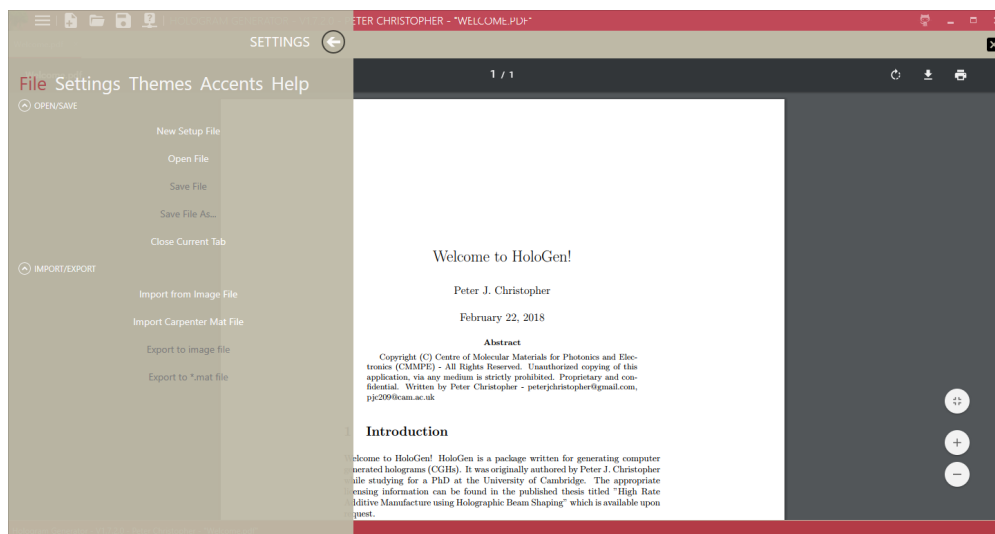 PETER CHRISTOPHER - "WELCOME.PDF"
SETTINGS
1 / 1
File Settings Themes Accents Help
OPEN/SAVE
New Setup File
Open File
Save File
Save File As...
Close Current Tab
IMPORT/EXPORT
Import from Image File
Import Carpenter Mat File
Export to image file
Export to *.mat file
Welcome to HoloGen!
Peter J. Christopher
February 22, 2018
Abstract
Copyright (C) Centre of Molecular Materials for Photonics and Elec-
tronics (CMMPE) - All Rights Reserved. Unauthorized copying of this
application, via any medium is strictly prohibited. Proprietary and con-
fidential. Written by Peter Christopher - peterjchristopher@gmail.com,
pjc209@cam.ac.uk
1 Introduction
elcome to HoloGen! HoloGen is a package written for generating computer
nerated holograms (CGHs). It was originally authored by Peter J. Christopher
ile studying for a PhD at the University of Cambridge. The appropriate
ensing information can be found in the published thesis titled "High Rate
dditive Manufacture using Holographic Beam Shaping" which is available upon
quest.